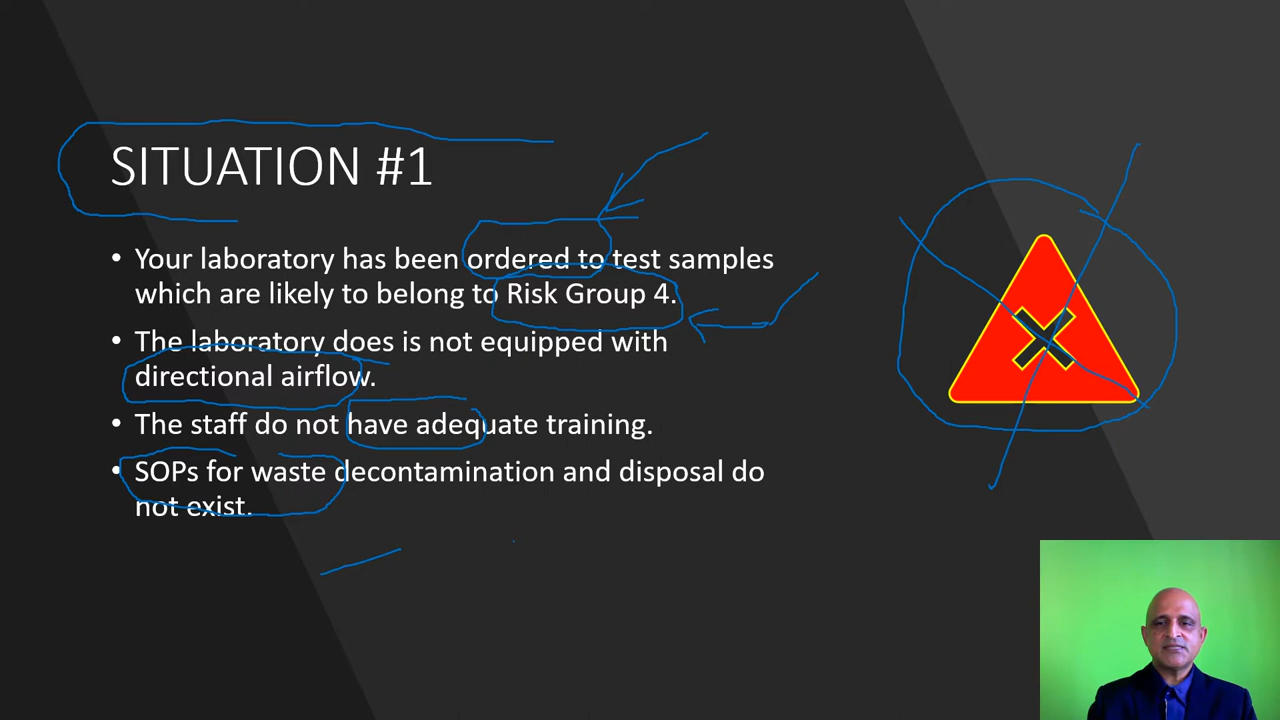 SITUATION #1
• Your laboratory has been ordered to test samples
which are likely to belong to Risk Group 4.
• The laboratory does is not equipped with
directional airflow.
• The staff do not have adequate training.
• SOPs for waste decontamination and disposal do
not exist.